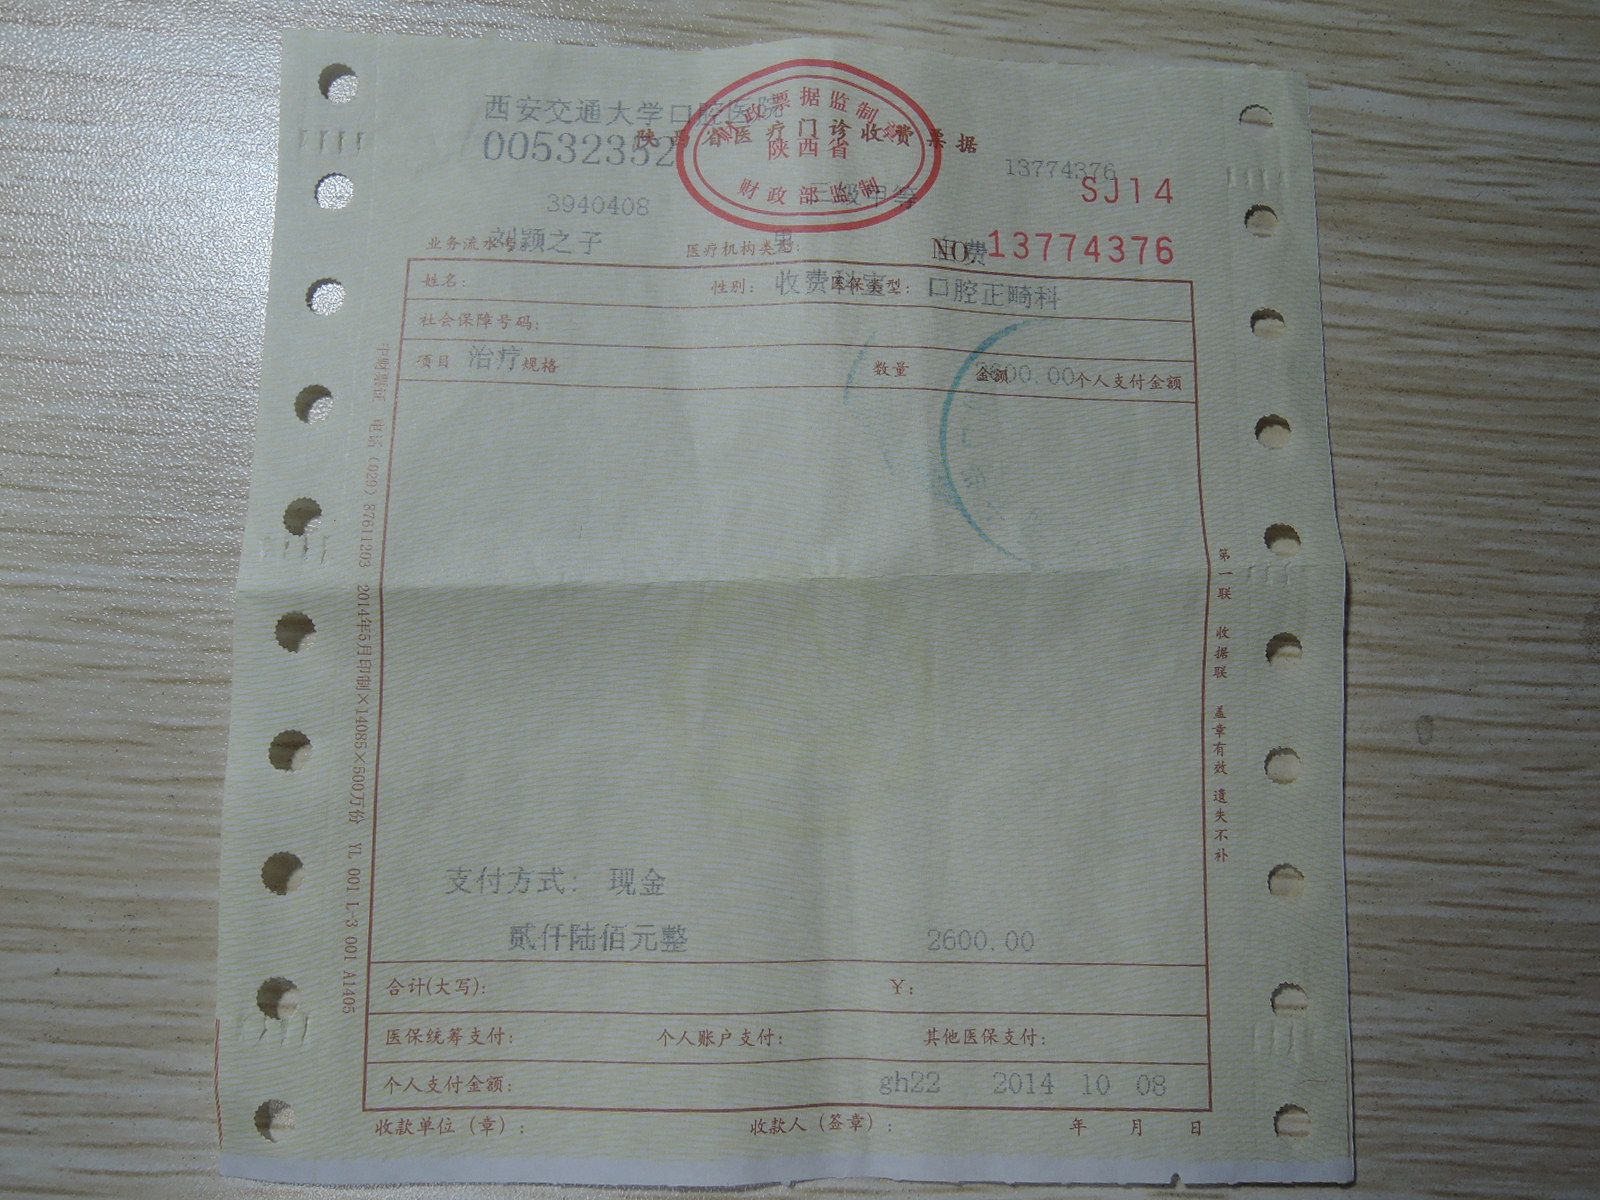 西安交通大学口腔医院
陕西省医疗门诊收费票据
财政票据监制章
陕西省
财政部监制
00532352
13774376
SJ14
3940408
三级甲等
业务流水号:
刘颖之子
医疗机构类型:
男
自费
NO.13774376
姓名:
性别:
收费科室:
医保类型:
口腔正畸科
社会保障号码:
项目
治疗
规格
数量
金额
2600.00
个人支付金额
支付方式: 现金
贰仟陆佰元整
2600.00
合计(大写):
¥:
医保统筹支付:
个人账户支付:
其他医保支付:
个人支付金额:
gh22 2014 10 08
收款单位(章):
收款人(签章):
年 月 日
电话(029)87611203 2014年5月印制×14085×500万份 YL 001 L-3 001 A1405
第一联 收据联 盖章有效 遗失不补